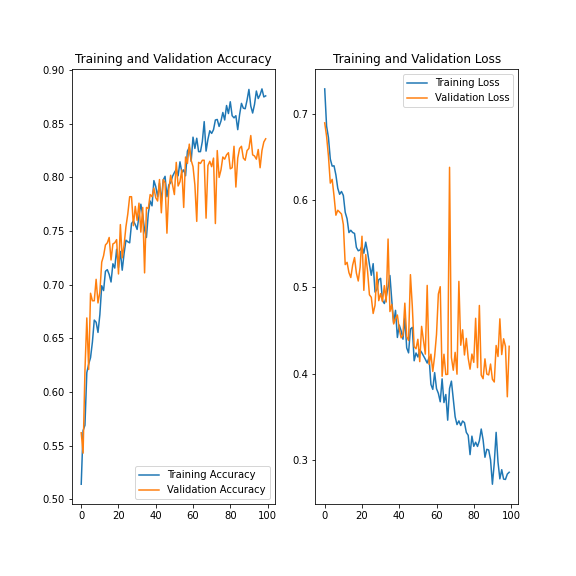 Training and Validation Accuracy
0.90
0.85
0.80
0.75
0.70
0.65
0.60
0.55
0.50
Training Accuracy
Validation Accuracy
0 20 40 60 80 100
Training and Validation Loss
Training Loss
Validation Loss
0.7
0.6
0.5
0.4
0.3
0 20 40 60 80 100